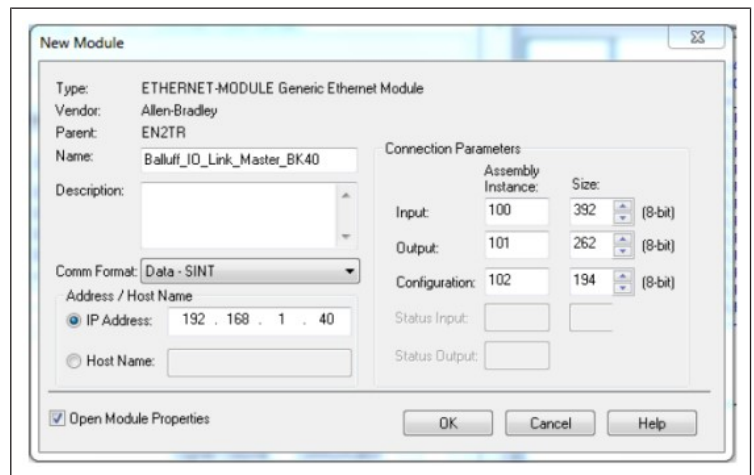 New Module
Type: ETHERNET-MODULE Generic Ethernet Module
Vendor: Allen-Bradley
Parent: EN2TR
Name: Balluff_IO_Link_Master_BK40
Description:
Comm Format: Data - SINT
Address / Host Name
IP Address: 192 . 168 . 1 . 40
Host Name:
Connection Parameters
Assembly
Instance: Size:
Input: 100 392 (8-bit)
Output: 101 262 (8-bit)
Configuration: 102 194 (8-bit)
Status Input:
Status Output:
Open Module Properties
OK Cancel Help